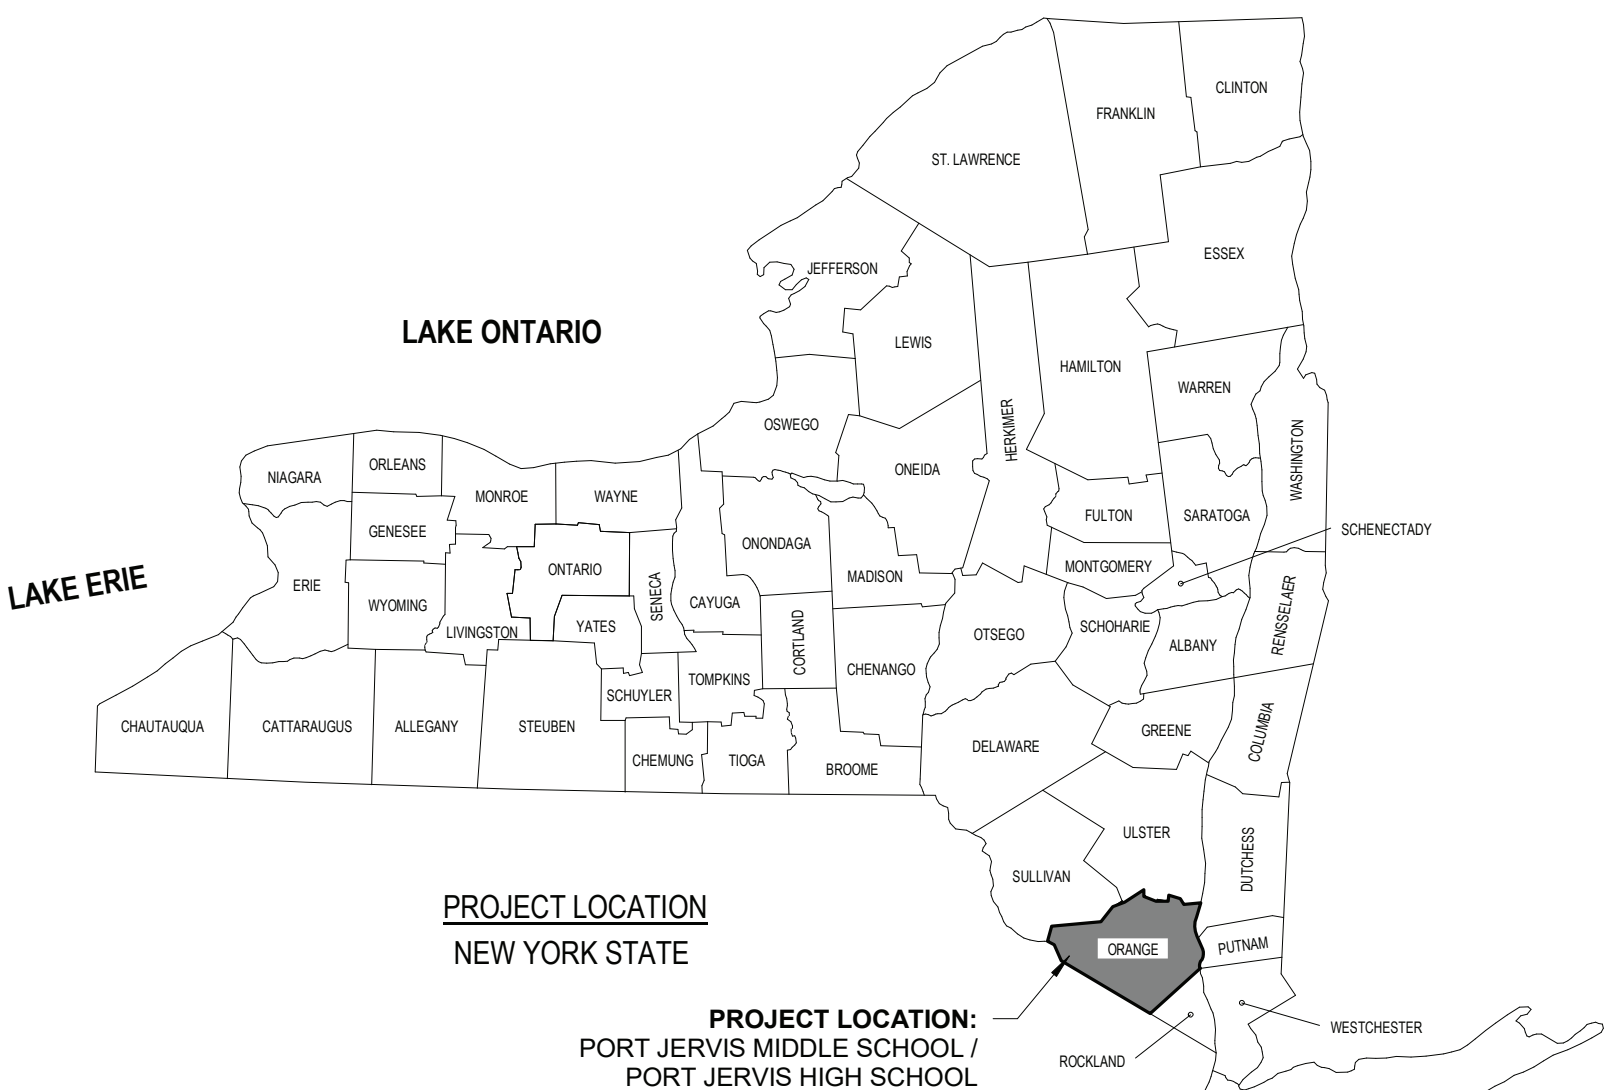 CLINTON
FRANKLIN
ST. LAWRENCE
ESSEX
JEFFERSON
LAKE ONTARIO
LEWIS
HAMILTON
WARREN
HERKIMER
OSWEGO
WASHINGTON
ORLEANS
NIAGARA
ONEIDA
MONROE
WAYNE
FULTON
SARATOGA
SCHENECTADY
GENESEE
ONONDAGA
MONTGOMERY
ONTARIO
MADISON
LAKE ERIE
ERIE
WYOMING
SENECA
CAYUGA
RENSSELAER
LIVINGSTON
YATES
CORTLAND
OTSEGO
SCHOHARIE
ALBANY
CHENANGO
TOMPKINS
SCHUYLER
CHAUTAUQUA
CATTARAUGUS
ALLEGANY
STEUBEN
GREENE
COLUMBIA
DELAWARE
CHEMUNG
TIOGA
BROOME
ULSTER
DUTCHESS
SULLIVAN
PROJECT LOCATION
NEW YORK STATE
ORANGE
PUTNAM
PROJECT LOCATION:
PORT JERVIS MIDDLE SCHOOL /
PORT JERVIS HIGH SCHOOL
WESTCHESTER
ROCKLAND